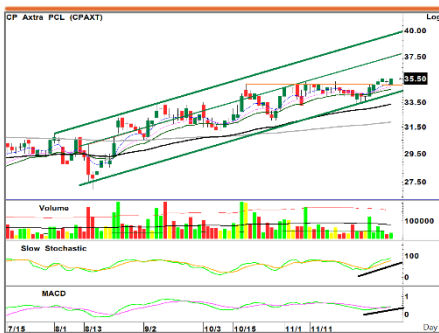 CP Axtra PCL (CPAXT)
Log
40.00
37.50
35.50
33.50
31.50
29.50
27.50
Volume
100000
Slow Stochastic
100
0
MACD
1
0
7/15 8/1 8/13 9/2 10/3 10/15 11/1 11/11
Day